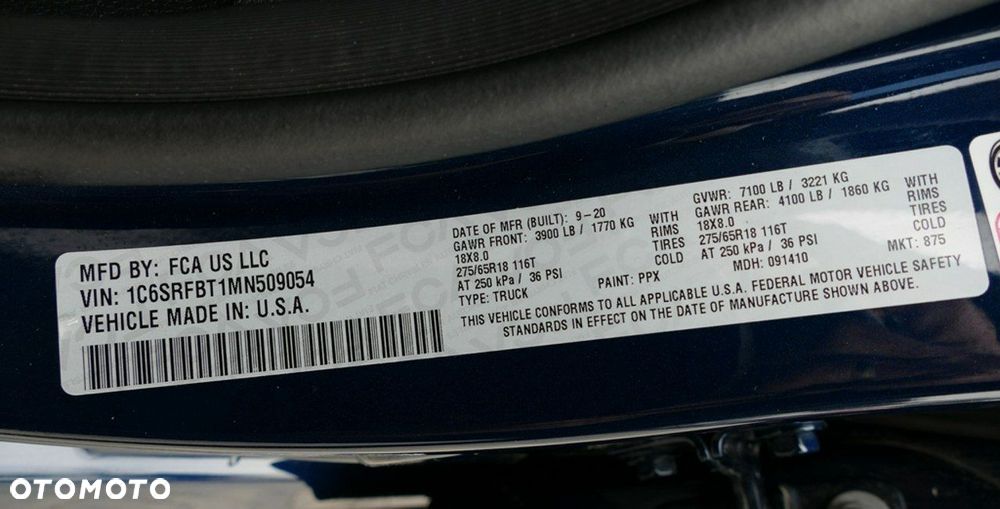 MFD BY: FCA US LLC
VIN: 1C6SRFBT1MN509054
VEHICLE MADE IN: U.S.A.
DATE OF MFR (BUILT): 9-20
GAWR FRONT: 3900 LB / 1770 KG WITH
18X8.0 RIMS
275/65R18 116T TIRES
AT 250 kPa / 36 PSI COLD
TYPE: TRUCK PAINT: PPX
GVWR: 7100 LB / 3221 KG
GAWR REAR: 4100 LB / 1860 KG WITH
18X8.0 RIMS
275/65R18 116T TIRES
AT 250 kPa / 36 PSI COLD
MDH: 091410 MKT: 875
THIS VEHICLE CONFORMS TO ALL APPLICABLE U.S.A. FEDERAL MOTOR VEHICLE SAFETY
STANDARDS IN EFFECT ON THE DATE OF MANUFACTURE SHOWN ABOVE.
OTOMOTO